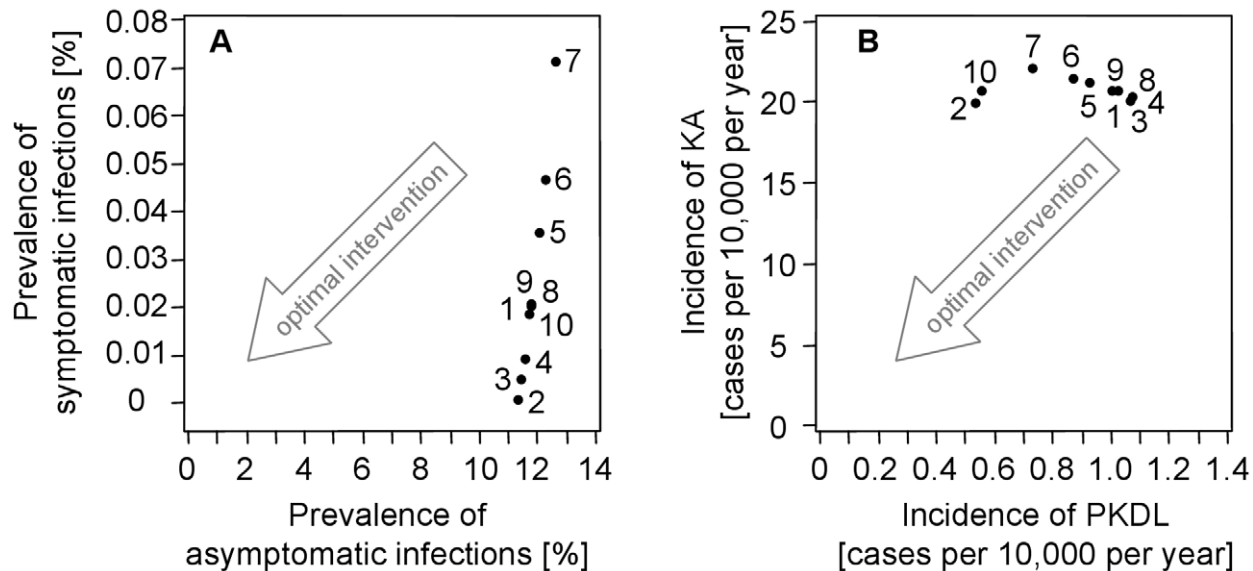 A
Prevalence of
symptomatic infections [%]
0.08
0.07
0.06
0.05
0.04
0.03
0.02
0.01
0
7
6
5
9
8
1
10
4
3
2
optimal intervention
0 2 4 6 8 10 12 14
Prevalence of
asymptomatic infections [%]
B
Incidence of KA
[cases per 10,000 per year]
25
20
15
10
5
0
7 6 9 8
10
2 5 1 3 4
optimal intervention
0 0.2 0.4 0.6 0.8 1.0 1.2 1.4
Incidence of PKDL
[cases per 10,000 per year]